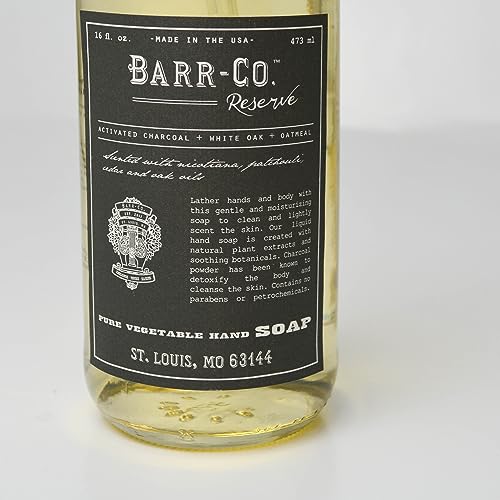 16 fl. oz. -MADE IN THE USA- 473 ml
BARR-CO.™
Reserve
ACTIVATED CHARCOAL + WHITE OAK + OATMEAL
Scented with nicotiana, patchouli,
cedar and oak oils
BARR-CO.
Lather hands and body with
this gentle and moisturizing
soap to clean and lightly
scent the skin. Our liquid
hand soap is created with
natural plant extracts and
soothing botanicals. Charcoal
powder has been known to
detoxify the body and
cleanse the skin. Contains no
parabens or petrochemicals.
PURE VEGETABLE HAND SOAP
ST. LOUIS, MO 63144